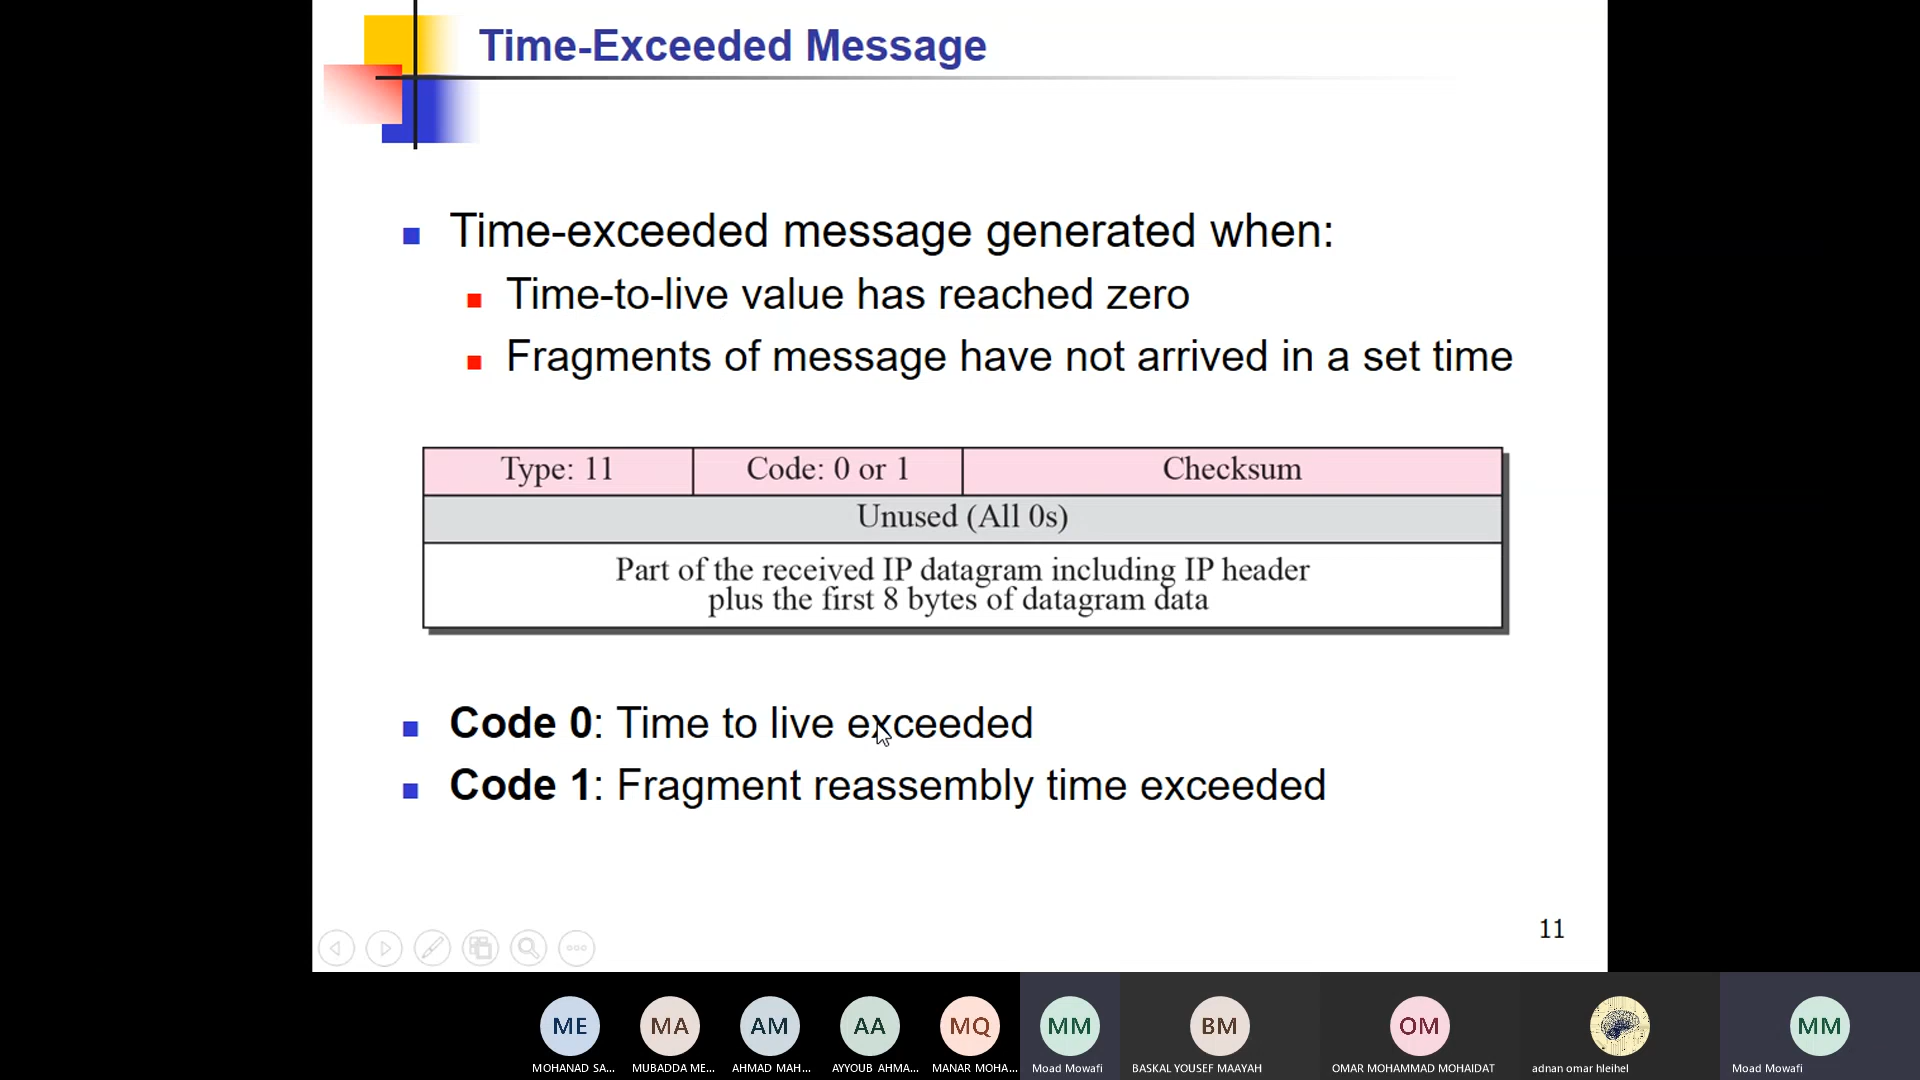 Time-Exceeded Message
Time-exceeded message generated when:
Time-to-live value has reached zero
Fragments of message have not arrived in a set time
Type: 11 Code: 0 or 1 Checksum
Unused (All 0s)
Part of the received IP datagram including IP header
plus the first 8 bytes of datagram data
Code 0: Time to live exceeded
Code 1: Fragment reassembly time exceeded
11
ME MA AM AA MQ MM BM OM MM
MOHANAD SA... MUBADDA ME... AHMAD MAH... AYYOUB AHMA... MANAR MOHA... Moad Mowafi BASKAL YOUSEF MAAYAH OMAR MOHAMMAD MOHAIDAT adnan omar hleihel Moad Mowafi